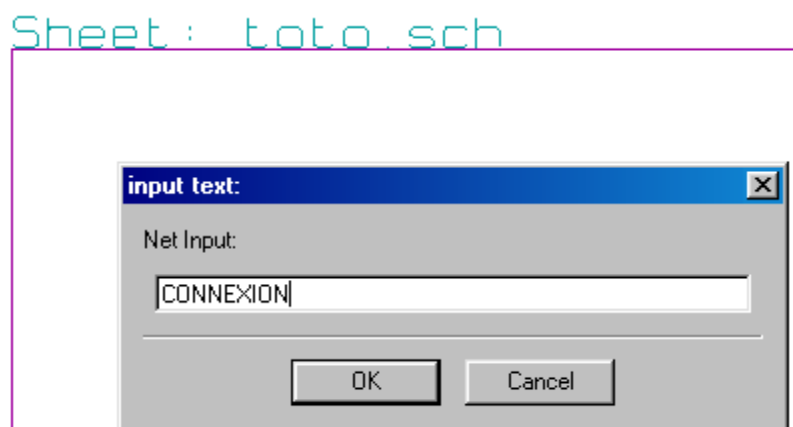 Sheet: toto.sch
input text:
Net Input:
CONNEXION
OK Cancel